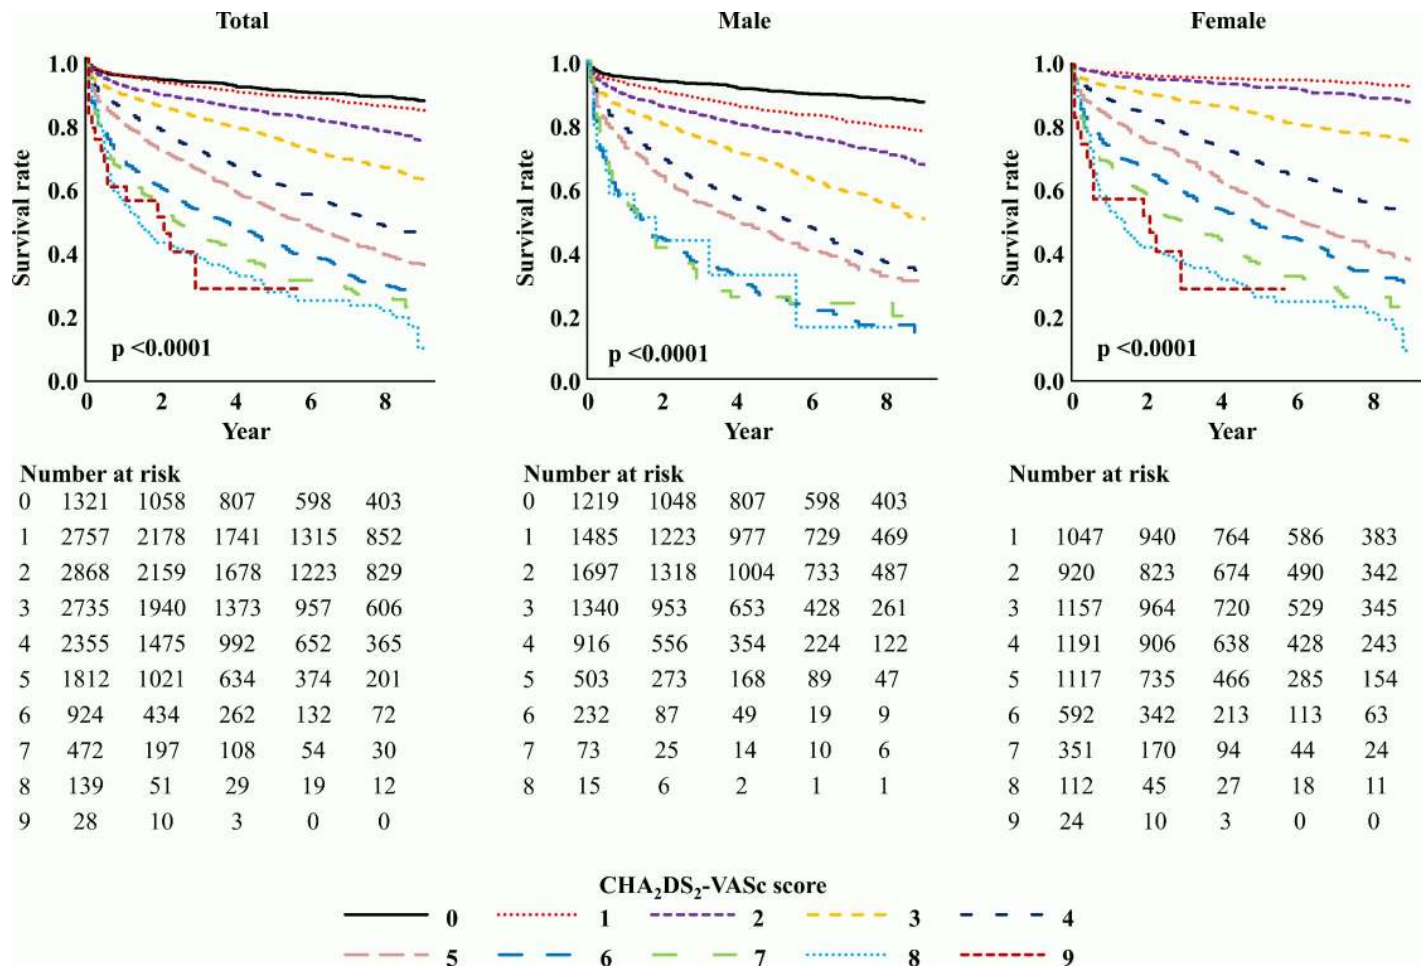 Total Male Female
Survival rate
1.0
0.8
0.6
0.4
0.2
0.0
p <0.0001
0 2 4 6 8
Year
Survival rate
1.0
0.8
0.6
0.4
0.2
0.0
p <0.0001
0 2 4 6 8
Year
Survival rate
1.0
0.8
0.6
0.4
0.2
0.0
p <0.0001
0 2 4 6 8
Year
Number at risk
0 1321 1058 807 598 403
1 2757 2178 1741 1315 852
2 2868 2159 1678 1223 829
3 2735 1940 1373 957 606
4 2355 1475 992 652 365
5 1812 1021 634 374 201
6 924 434 262 132 72
7 472 197 108 54 30
8 139 51 29 19 12
9 28 10 3 0 0
Number at risk
0 1219 1048 807 598 403
1 1485 1223 977 729 469
2 1697 1318 1004 733 487
3 1340 953 653 428 261
4 916 556 354 224 122
5 503 273 168 89 47
6 232 87 49 19 9
7 73 25 14 10 6
8 15 6 2 1 1
Number at risk
1 1047 940 764 586 383
2 920 823 674 490 342
3 1157 964 720 529 345
4 1191 906 638 428 243
5 1117 735 466 285 154
6 592 342 213 113 63
7 351 170 94 44 24
8 112 45 27 18 11
9 24 10 3 0 0
CHA₂DS₂-VASc score
0 1 2 3 4
5 6 7 8 9